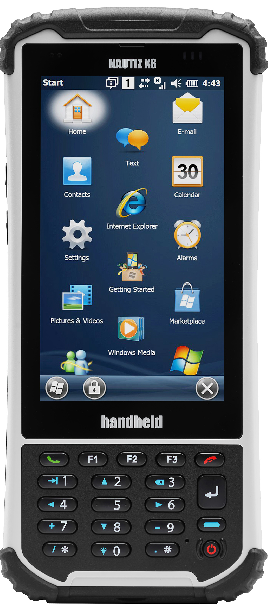 NAUTIZ X8
Start 1 4:43
Home
E-mail
Text
Contacts
30
Calendar
Internet Explorer
Settings
Alarms
Getting Started
Pictures & Videos
Marketplace
Windows Media
handheld
F1 F2 F3
1 2 3
4 5 6
+ 7 8 - 9
/ * 0 . #